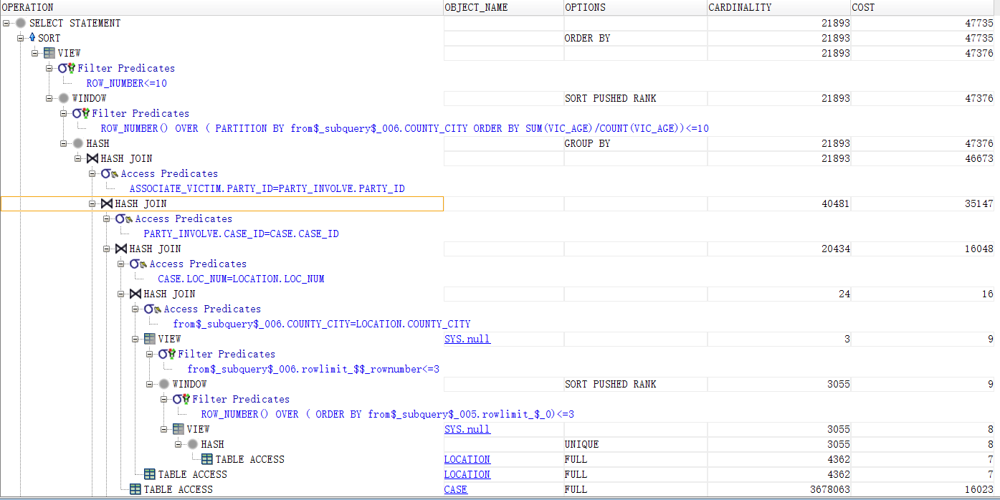 OPERATION OBJECT_NAME OPTIONS CARDINALITY COST
SELECT STATEMENT 21893 47735
SORT ORDER BY 21893 47735
VIEW 21893 47376
Filter Predicates
ROW_NUMBER<=10
WINDOW SORT PUSHED RANK 21893 47376
Filter Predicates
ROW_NUMBER() OVER ( PARTITION BY from$_subquery$_006.COUNTY_CITY ORDER BY SUM(VIC_AGE)/COUNT(VIC_AGE))<=10
HASH GROUP BY 21893 47376
HASH JOIN 21893 46673
Access Predicates
ASSOCIATE_VICTIM.PARTY_ID=PARTY_INVOLVE.PARTY_ID
HASH JOIN 40481 35147
Access Predicates
PARTY_INVOLVE.CASE_ID=CASE.CASE_ID
HASH JOIN 20434 16048
Access Predicates
CASE.LOC_NUM=LOCATION.LOC_NUM
HASH JOIN 24 16
Access Predicates
from$_subquery$_006.COUNTY_CITY=LOCATION.COUNTY_CITY
VIEW SYS.null 3 9
Filter Predicates
from$_subquery$_006.rowlimit_$$_rownumber<=3
WINDOW SORT PUSHED RANK 3055 9
Filter Predicates
ROW_NUMBER() OVER ( ORDER BY from$_subquery$_005.rowlimit_$_0)<=3
VIEW SYS.null 3055 8
HASH UNIQUE 3055 8
TABLE ACCESS LOCATION FULL 4362 7
TABLE ACCESS LOCATION FULL 4362 7
TABLE ACCESS CASE FULL 3678063 16023